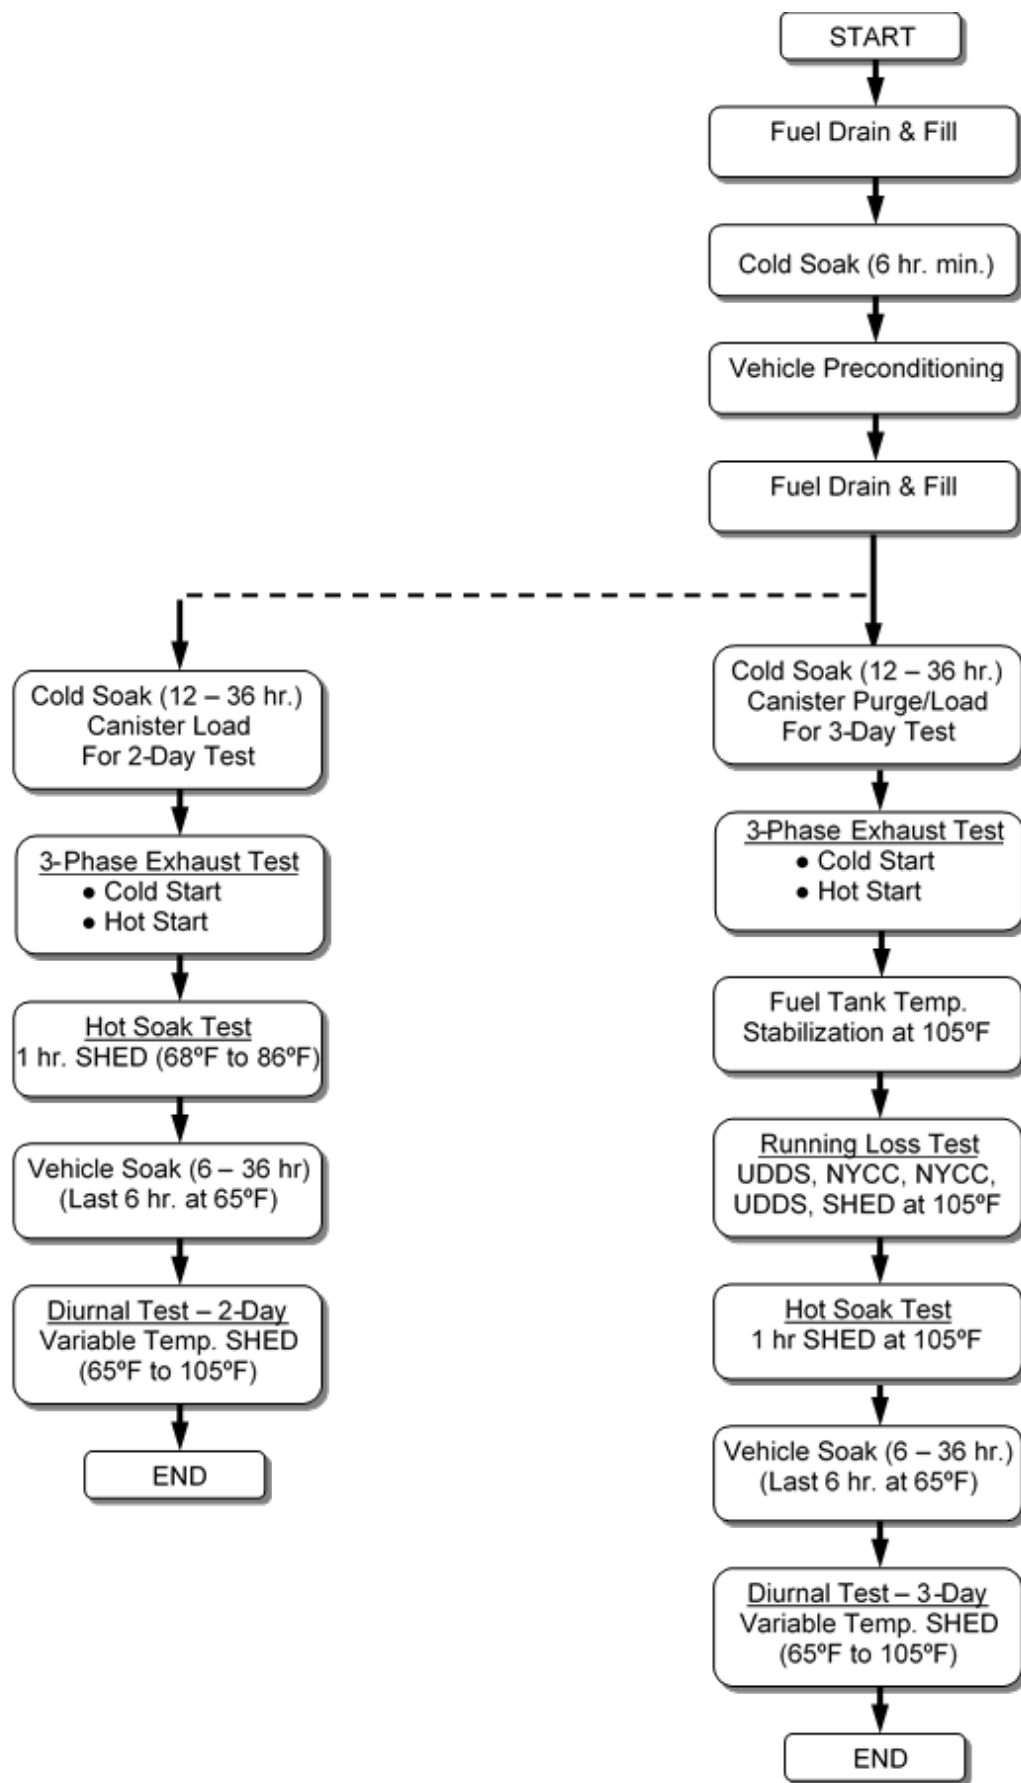 START
Fuel Drain & Fill
Cold Soak (6 hr. min.)
Vehicle Preconditioning
Fuel Drain & Fill
Cold Soak (12 – 36 hr.)
Canister Load
For 2-Day Test
3-Phase Exhaust Test
● Cold Start
● Hot Start
Hot Soak Test
1 hr. SHED (68ºF to 86ºF)
Vehicle Soak (6 – 36 hr)
(Last 6 hr. at 65ºF)
Diurnal Test – 2-Day
Variable Temp. SHED
(65ºF to 105ºF)
END
Cold Soak (12 – 36 hr.)
Canister Purge/Load
For 3-Day Test
3-Phase Exhaust Test
● Cold Start
● Hot Start
Fuel Tank Temp.
Stabilization at 105ºF
Running Loss Test
UDDS, NYCC, NYCC,
UDDS, SHED at 105ºF
Hot Soak Test
1 hr SHED at 105ºF
Vehicle Soak (6 – 36 hr.)
(Last 6 hr. at 65ºF)
Diurnal Test – 3-Day
Variable Temp. SHED
(65ºF to 105ºF)
END